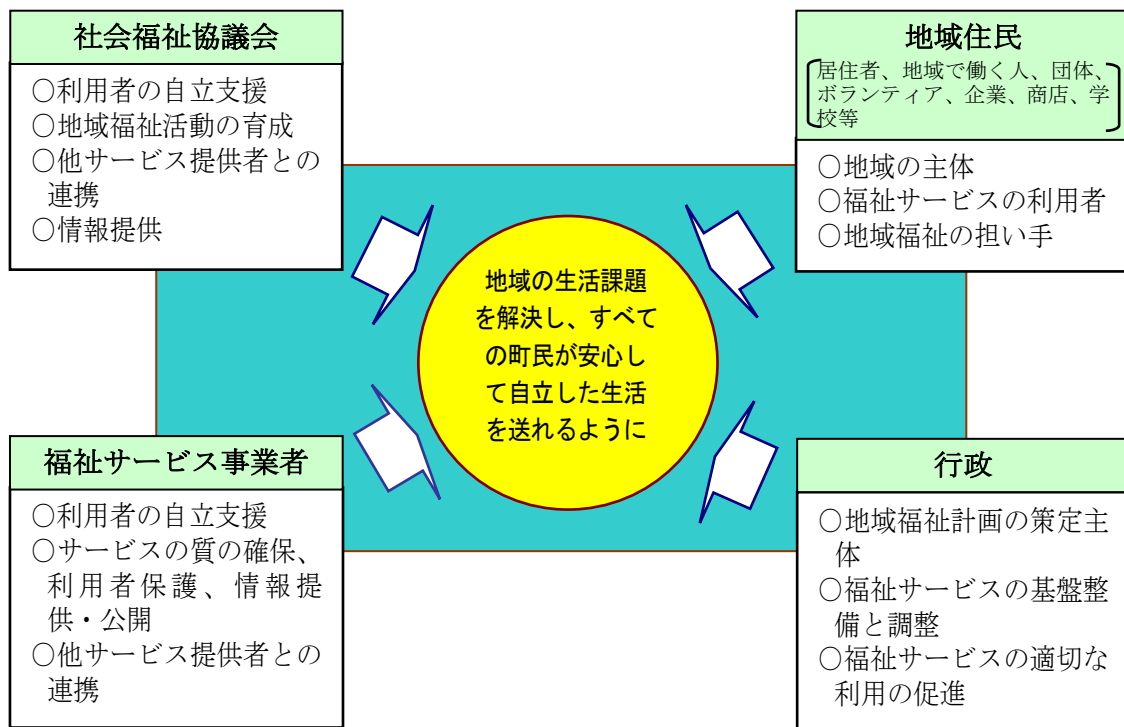 社会福祉協議会
○利用者の自立支援
○地域福祉活動の育成
○他サービス提供者との
連携
○情報提供
地域住民
居住者、地域で働く人、団体、
ボランティア、企業、商店、学
校等
○地域の主体
○福祉サービスの利用者
○地域福祉の担い手
地域の生活課題
を解決し、すべて
の町民が安心し
て自立した生活
を送れるように
福祉サービス事業者
○利用者の自立支援
○サービスの質の確保、
利用者保護、情報提
供・公開
○他サービス提供者との
連携
行政
○地域福祉計画の策定主
体
○福祉サービスの基盤整
備と調整
○福祉サービスの適切な
利用の促進